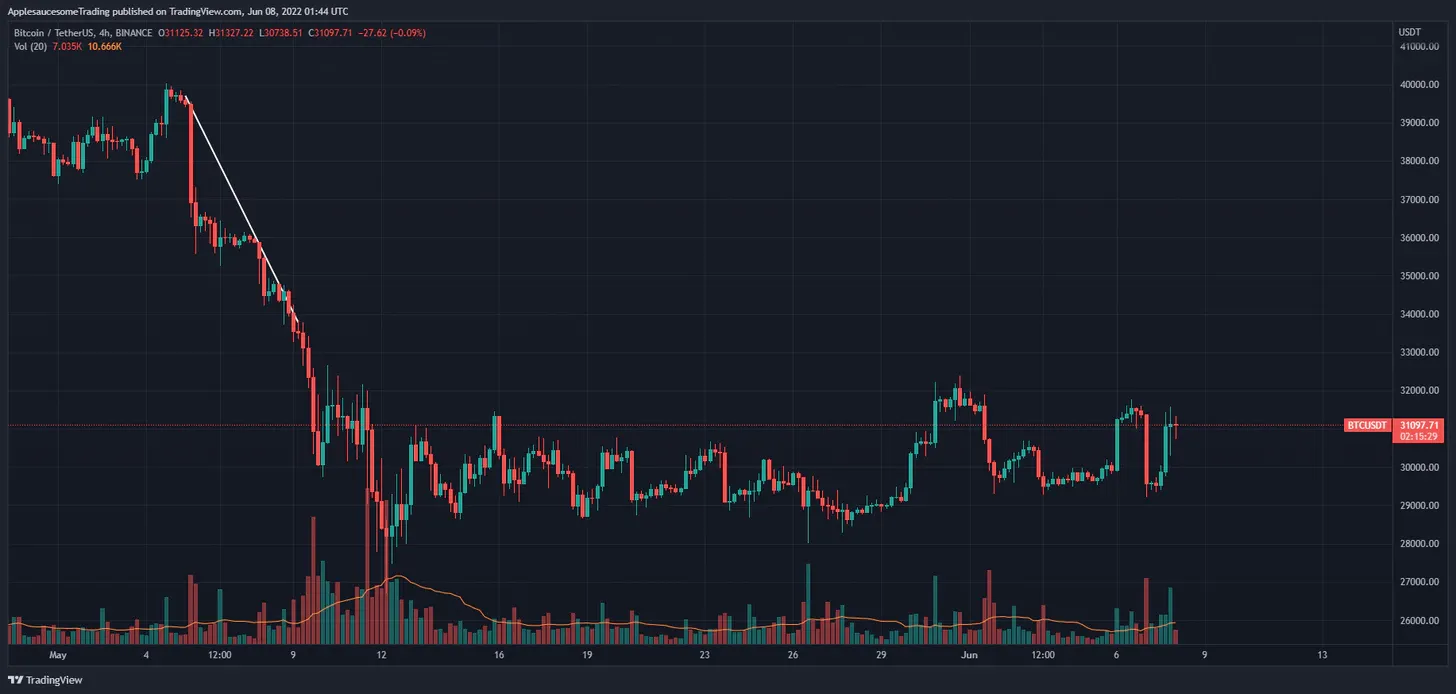 ApplesaucesomeTrading published on TradingView.com, Jun 08, 2022 01:44 UTC
Bitcoin / TetherUS, 4h, BINANCE O31125.32 H31327.22 L30738.51 C31097.71 −27.62 (−0.09%)
Vol (20) 7.035K 10.666K
USDT
41000.00
40000.00
39000.00
38000.00
37000.00
36000.00
35000.00
34000.00
33000.00
32000.00
BTCUSDT 31097.71
02:15:29
30000.00
29000.00
28000.00
27000.00
26000.00
May 4 12:00 9 12 16 19 23 26 29 Jun 12:00 6 9 13
TradingView